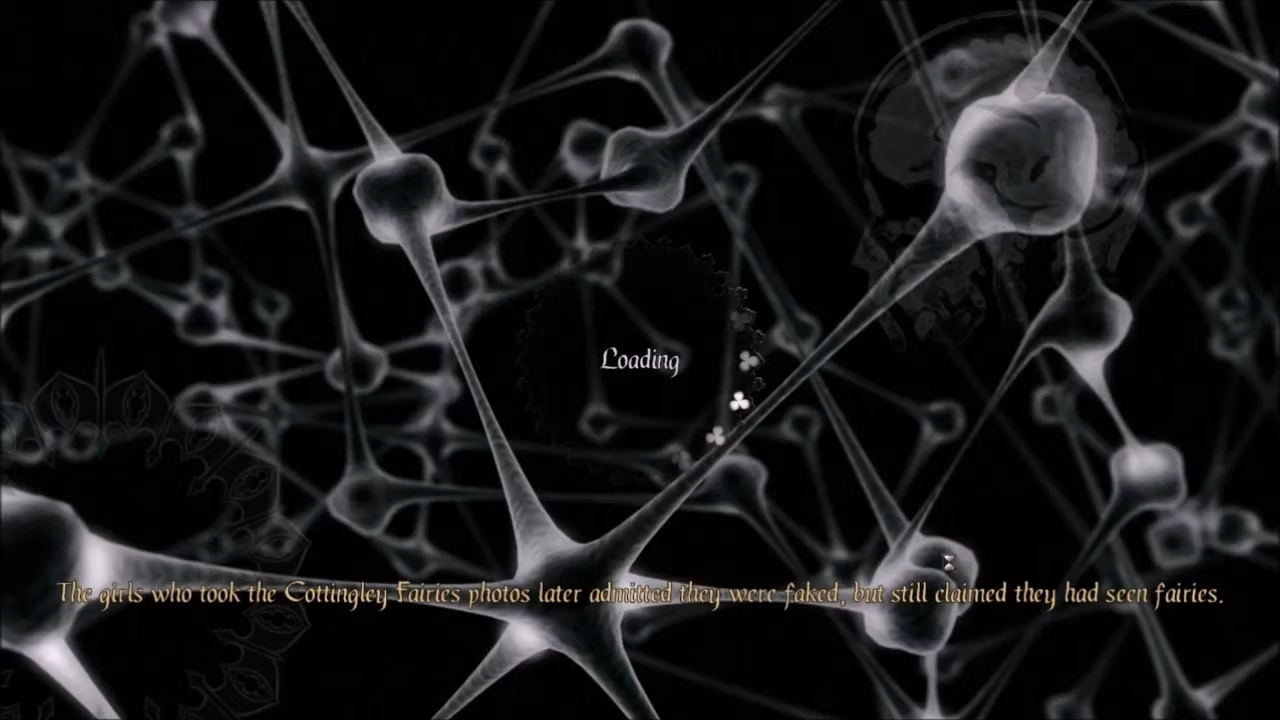 Loading
The girls who took the Cottingley Fairies photos later admitted they were faked, but still claimed they had seen fairies.